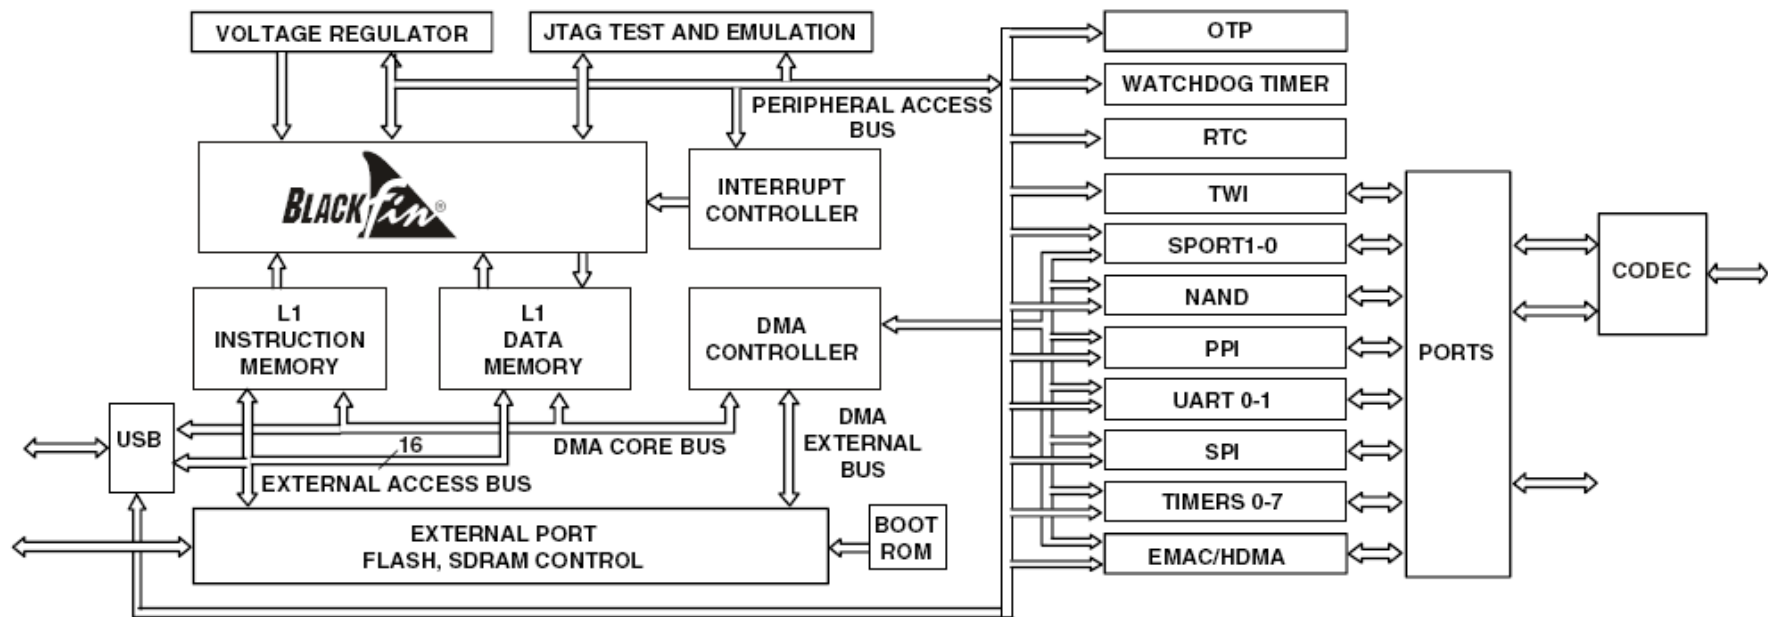 VOLTAGE REGULATOR
JTAG TEST AND EMULATION
PERIPHERAL ACCESS
BUS
BLACKfin®
INTERRUPT
CONTROLLER
L1
INSTRUCTION
MEMORY
L1
DATA
MEMORY
DMA
CONTROLLER
USB
16
DMA CORE BUS
EXTERNAL ACCESS BUS
DMA
EXTERNAL
BUS
EXTERNAL PORT
FLASH, SDRAM CONTROL
BOOT
ROM
OTP
WATCHDOG TIMER
RTC
TWI
SPORT1-0
NAND
PPI
UART 0-1
SPI
TIMERS 0-7
EMAC/HDMA
PORTS
CODEC